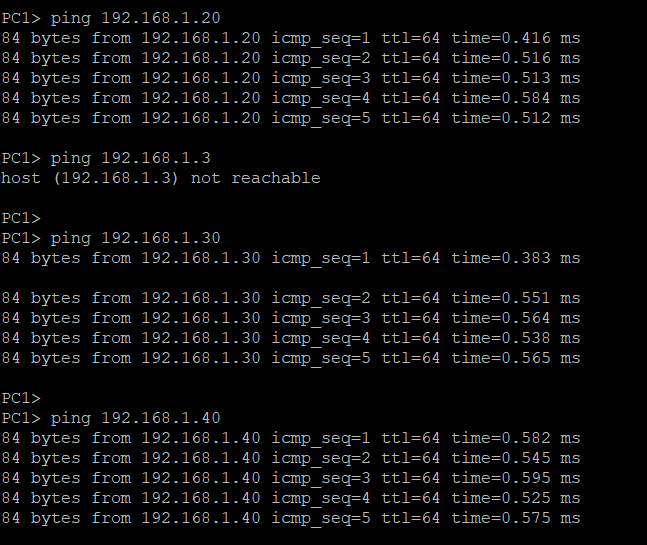 PC1> ping 192.168.1.20
84 bytes from 192.168.1.20 icmp_seq=1 ttl=64 time=0.416 ms
84 bytes from 192.168.1.20 icmp_seq=2 ttl=64 time=0.516 ms
84 bytes from 192.168.1.20 icmp_seq=3 ttl=64 time=0.513 ms
84 bytes from 192.168.1.20 icmp_seq=4 ttl=64 time=0.584 ms
84 bytes from 192.168.1.20 icmp_seq=5 ttl=64 time=0.512 ms
PC1> ping 192.168.1.3
host (192.168.1.3) not reachable
PC1>
PC1> ping 192.168.1.30
84 bytes from 192.168.1.30 icmp_seq=1 ttl=64 time=0.383 ms
84 bytes from 192.168.1.30 icmp_seq=2 ttl=64 time=0.551 ms
84 bytes from 192.168.1.30 icmp_seq=3 ttl=64 time=0.564 ms
84 bytes from 192.168.1.30 icmp_seq=4 ttl=64 time=0.538 ms
84 bytes from 192.168.1.30 icmp_seq=5 ttl=64 time=0.565 ms
PC1>
PC1> ping 192.168.1.40
84 bytes from 192.168.1.40 icmp_seq=1 ttl=64 time=0.582 ms
84 bytes from 192.168.1.40 icmp_seq=2 ttl=64 time=0.545 ms
84 bytes from 192.168.1.40 icmp_seq=3 ttl=64 time=0.595 ms
84 bytes from 192.168.1.40 icmp_seq=4 ttl=64 time=0.525 ms
84 bytes from 192.168.1.40 icmp_seq=5 ttl=64 time=0.575 ms